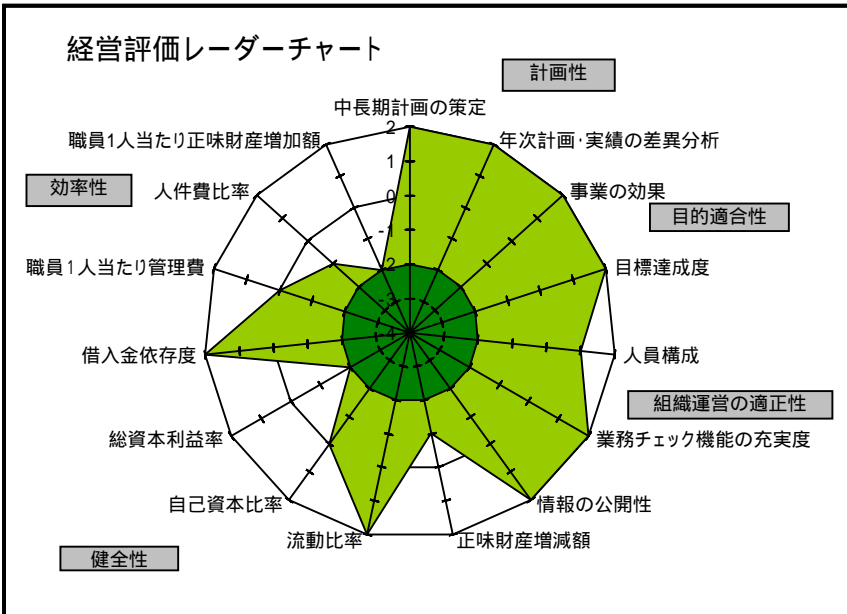 経営評価レーダーチャート
計画性
中長期計画の策定
年次計画・実績の差異分析
事業の効果
目的適合性
目標達成度
人員構成
組織運営の適正性
業務チェック機能の充実度
情報の公開性
正味財産増減額
流動比率
健全性
自己資本比率
総資本利益率
借入金依存度
職員1人当たり管理費
効率性
人件費比率
職員1人当たり正味財産増加額
2
1
0
-1
-2
-3
-4